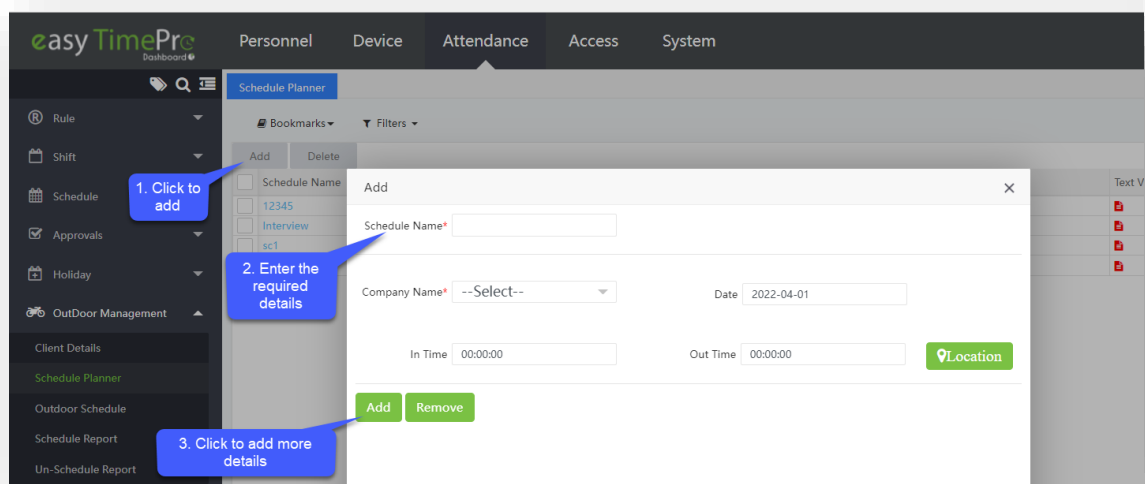 easy TimePro
Dashboard
Personnel
Device
Attendance
Access
System
Schedule Planner
Bookmarks
Filters
Add
Delete
Rule
Shift
Schedule
Approvals
Holiday
OutDoor Management
Client Details
Schedule Planner
Outdoor Schedule
Schedule Report
Un-Schedule Report
Schedule Name
12345
Interview
sc1
Text V
1. Click to
add
2. Enter the
required
details
3. Click to add more
details
Add
×
Schedule Name*
Company Name* --Select--
Date 2022-04-01
In Time 00:00:00
Out Time 00:00:00
Location
Add
Remove